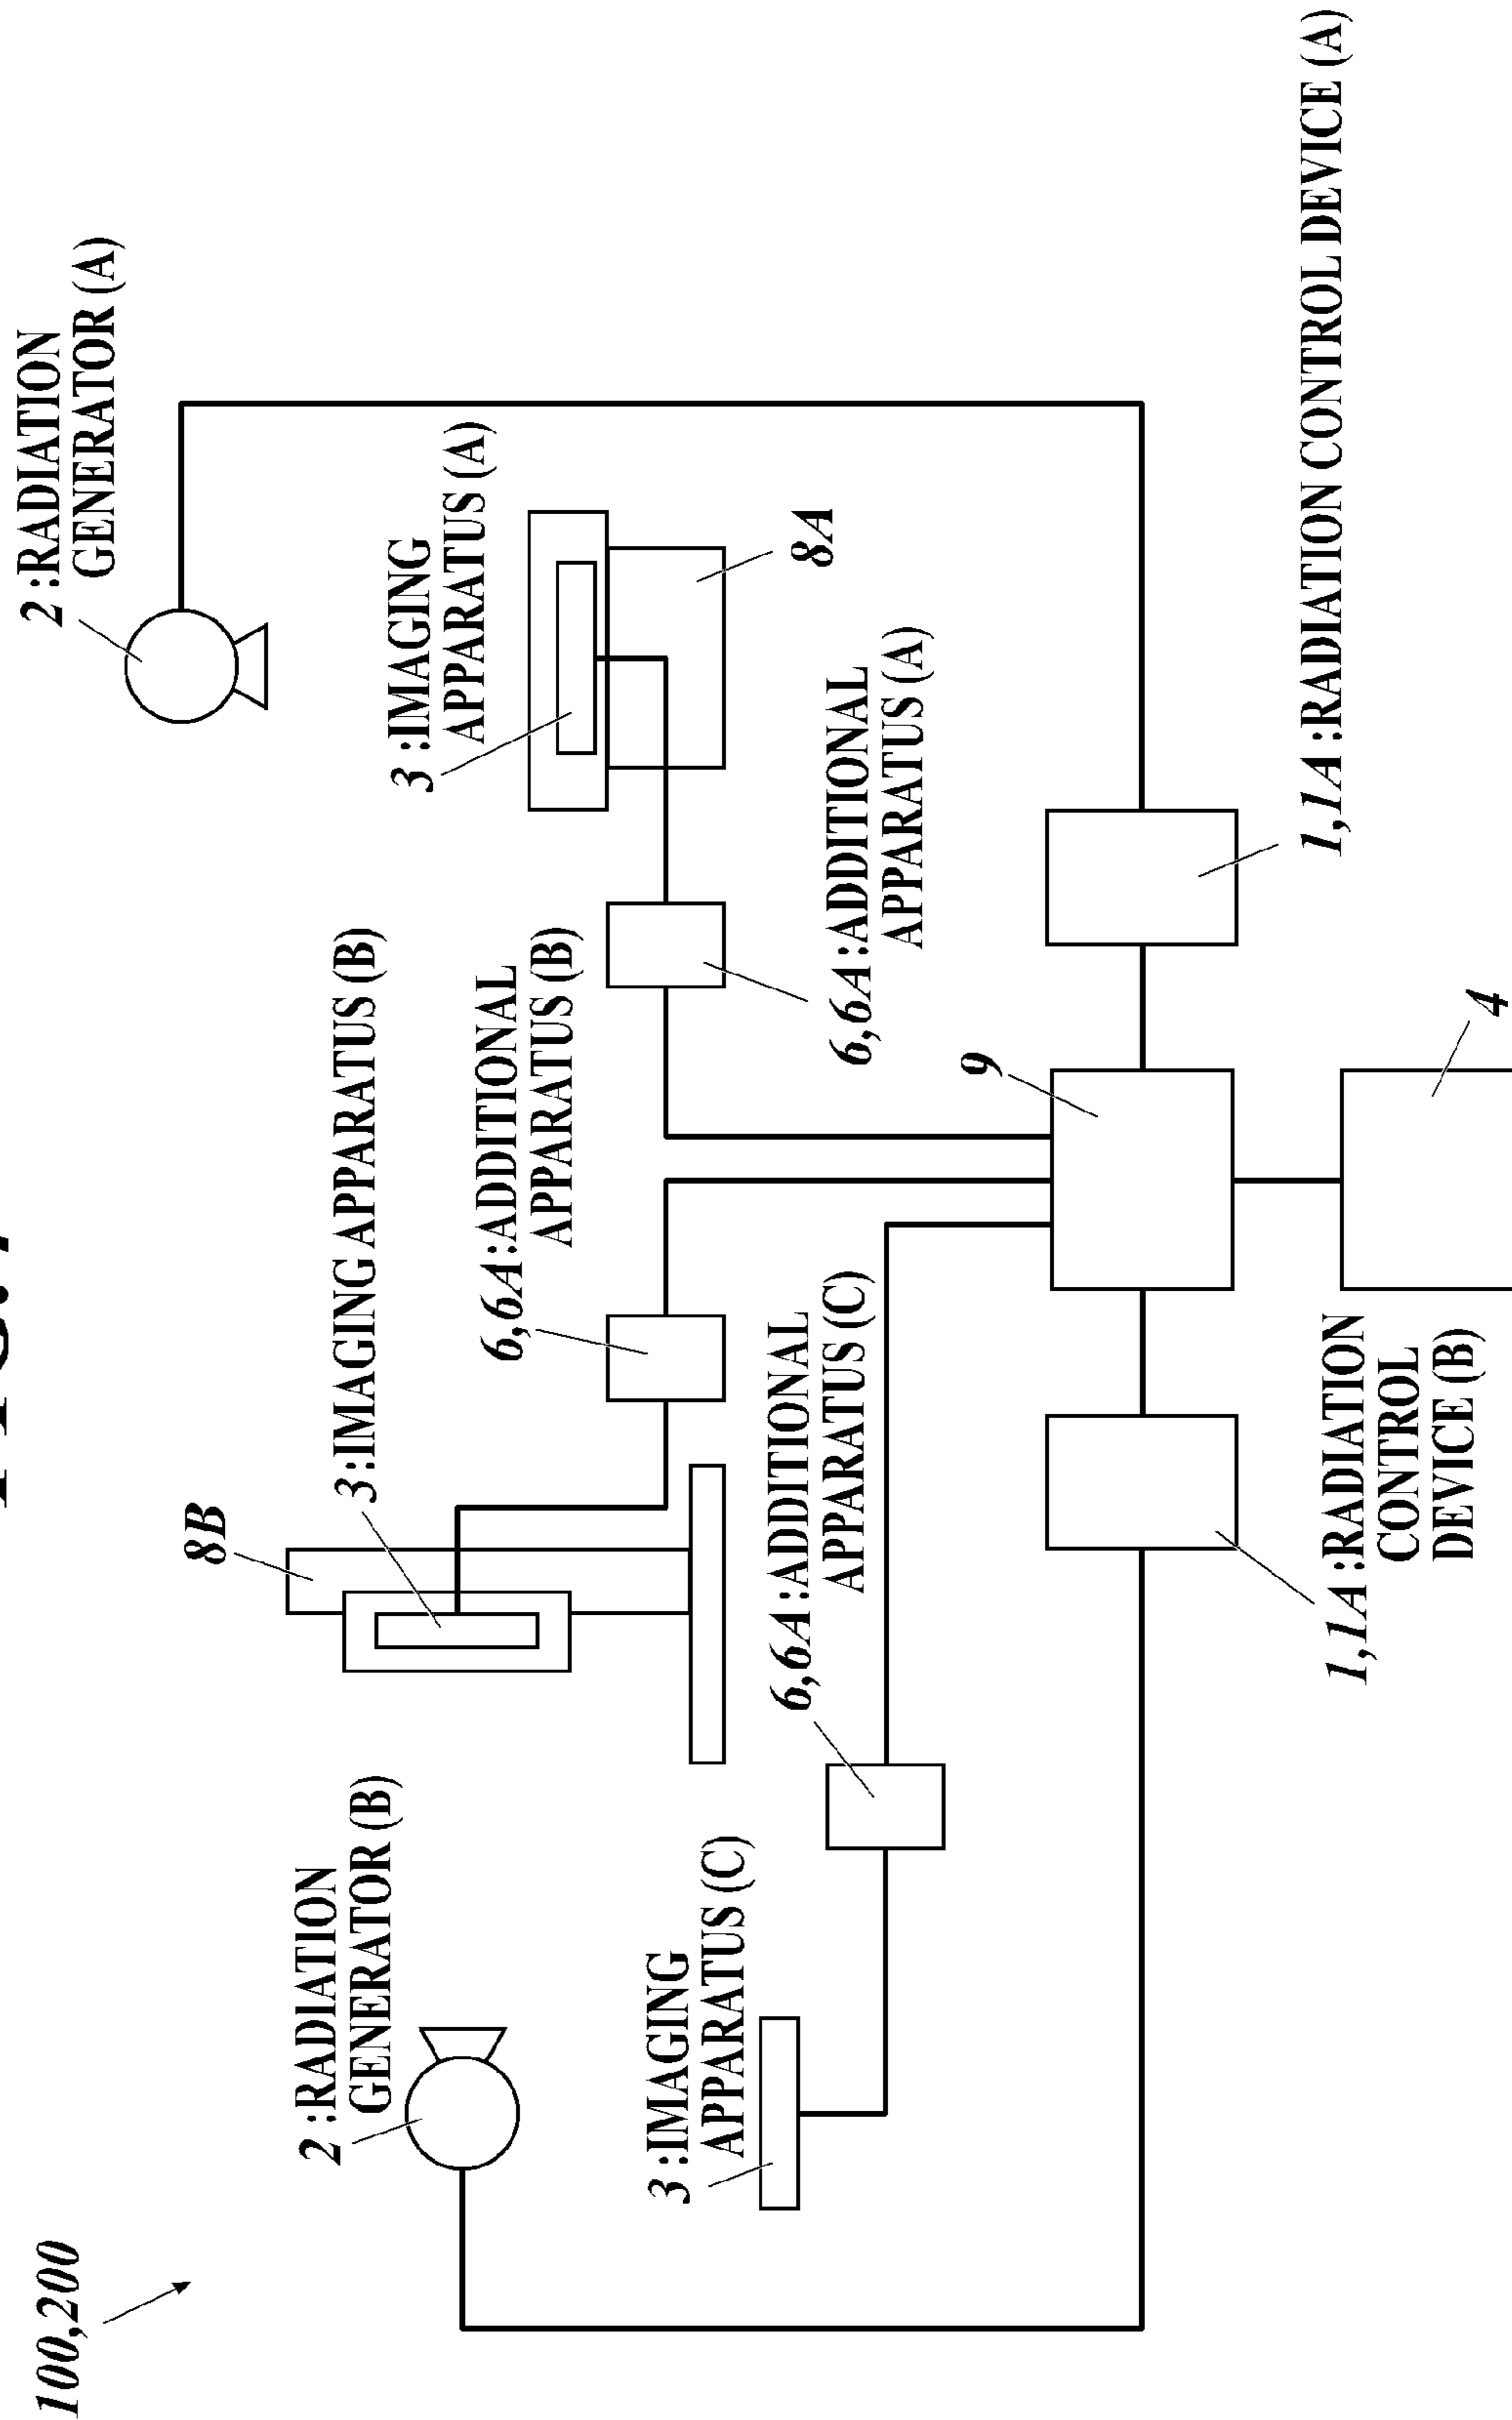 100,200
2 :RADIATION
GENERATOR (B)
8B
3 :IMAGING APPARATUS (B)
2 :RADIATION
GENERATOR (A)
3 :IMAGING
APPARATUS (A)
6,6A :ADDITIONAL
APPARATUS (B)
8A
3 :IMAGING
APPARATUS (C)
6,6A :ADDITIONAL
APPARATUS (C)
6,6A :ADDITIONAL
APPARATUS (A)
9
1,1A :RADIATION
CONTROL
DEVICE (B)
1,1A :RADIATION CONTROL DEVICE (A)
4